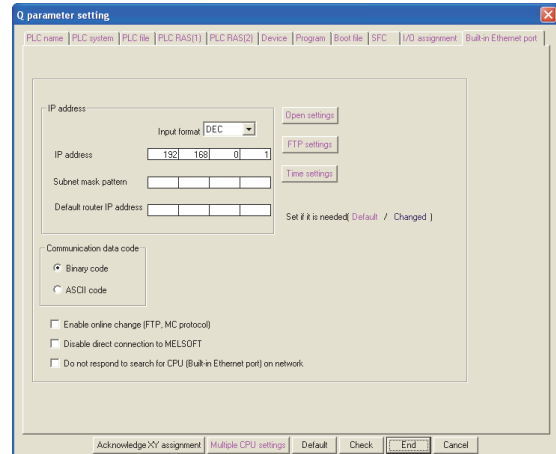 Q parameter setting
PLC name PLC system PLC file PLC RAS(1) PLC RAS(2) Device Program Boot file SFC I/O assignment Built-in Ethernet port
IP address
Input format DEC
Open settings
IP address 192 168 0 1
FTP settings
Subnet mask pattern
Time settings
Default router IP address
Set if it is needed( Default / Changed )
Communication data code
Binary code
ASCII code
Enable online change (FTP, MC protocol)
Disable direct connection to MELSOFT
Do not respond to search for CPU (Built-in Ethernet port) on network
Acknowledge XY assignment Multiple CPU settings Default Check End Cancel